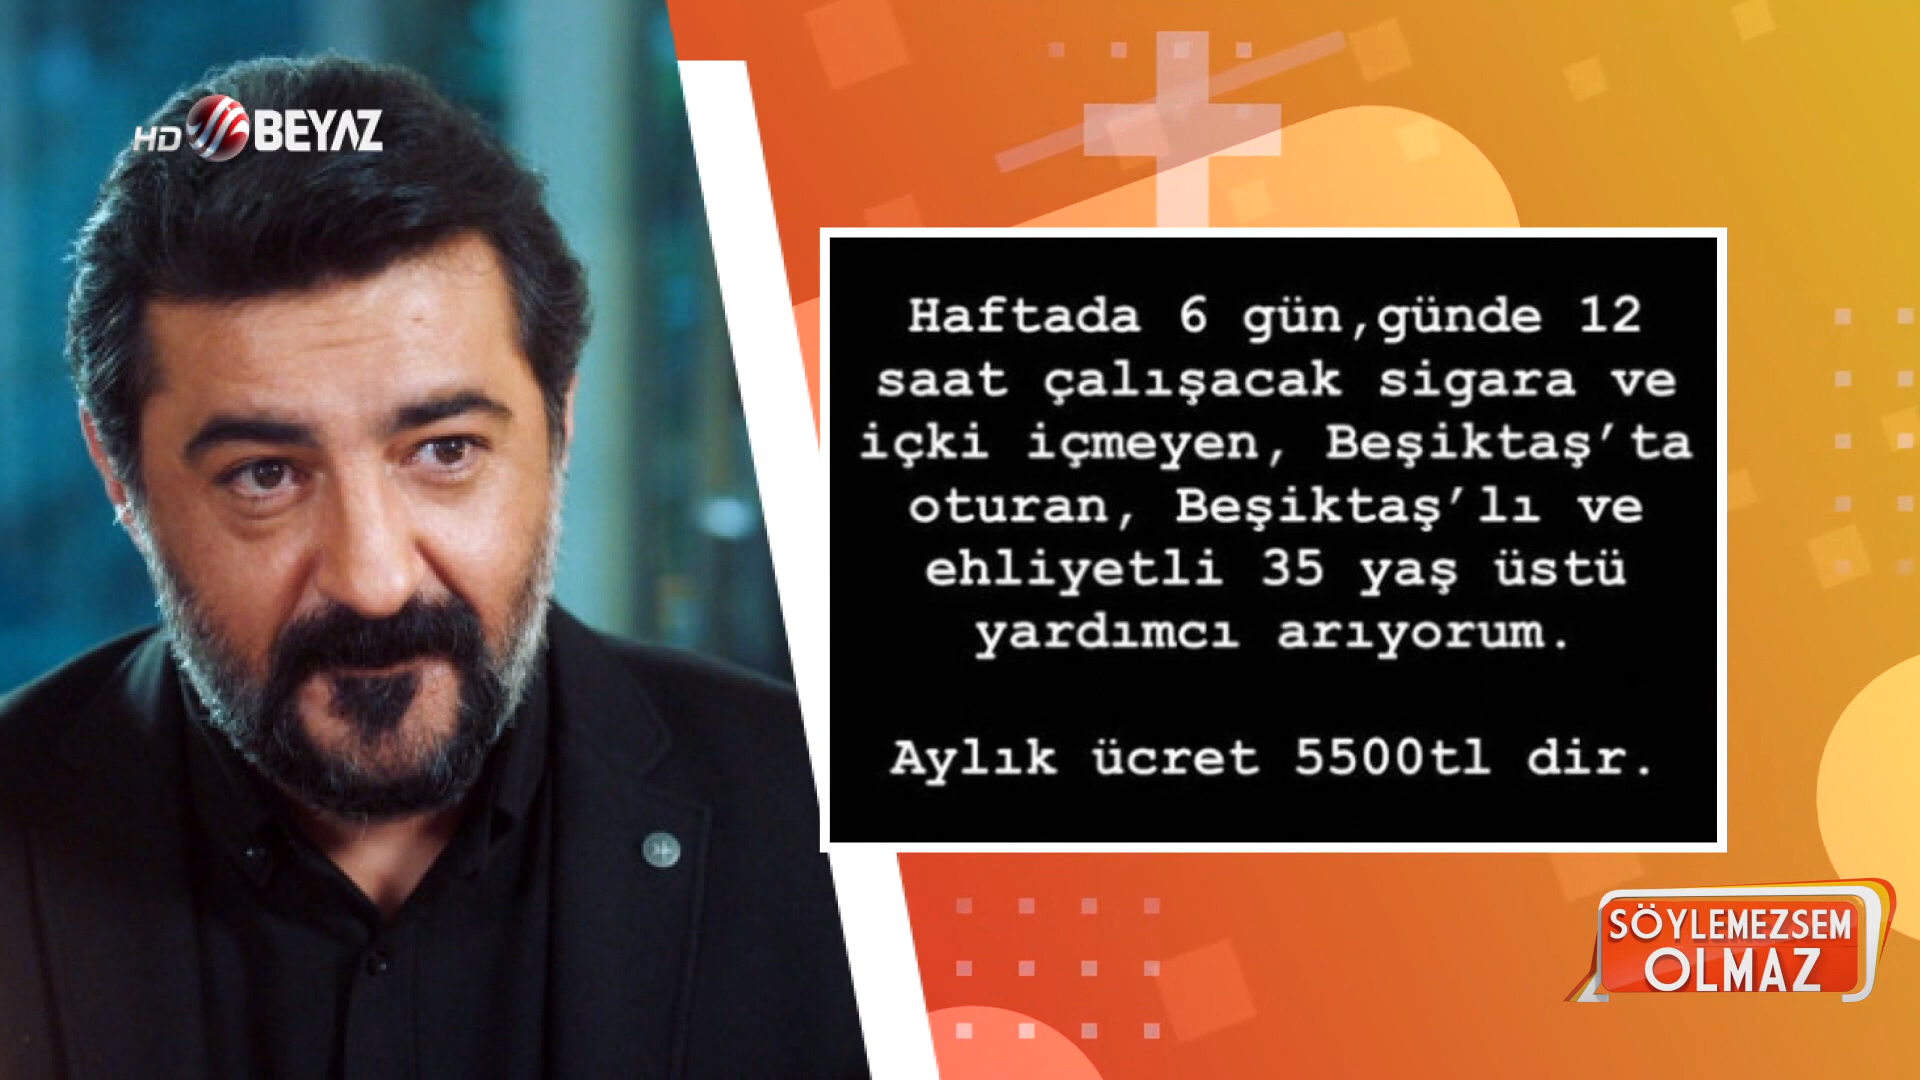 HD BEYAZ
Haftada 6 gün,günde 12
saat çalışacak sigara ve
içki içmeyen, Beşiktaş’ta
oturan, Beşiktaş’lı ve
ehliyetli 35 yaş üstü
yardımcı arıyorum.
Aylık ücret 5500tl dir.
SÖYLEMEZSEM
OLMAZ